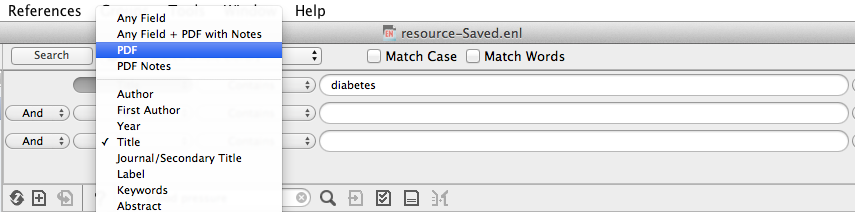 References Help
resource-Saved.enl
Any Field
Any Field + PDF with Notes
Search PDF Match Case Match Words
PDF Notes
diabetes
Author
First Author
And
Year
And ✓ Title
Journal/Secondary Title
Label
Keywords
Abstract